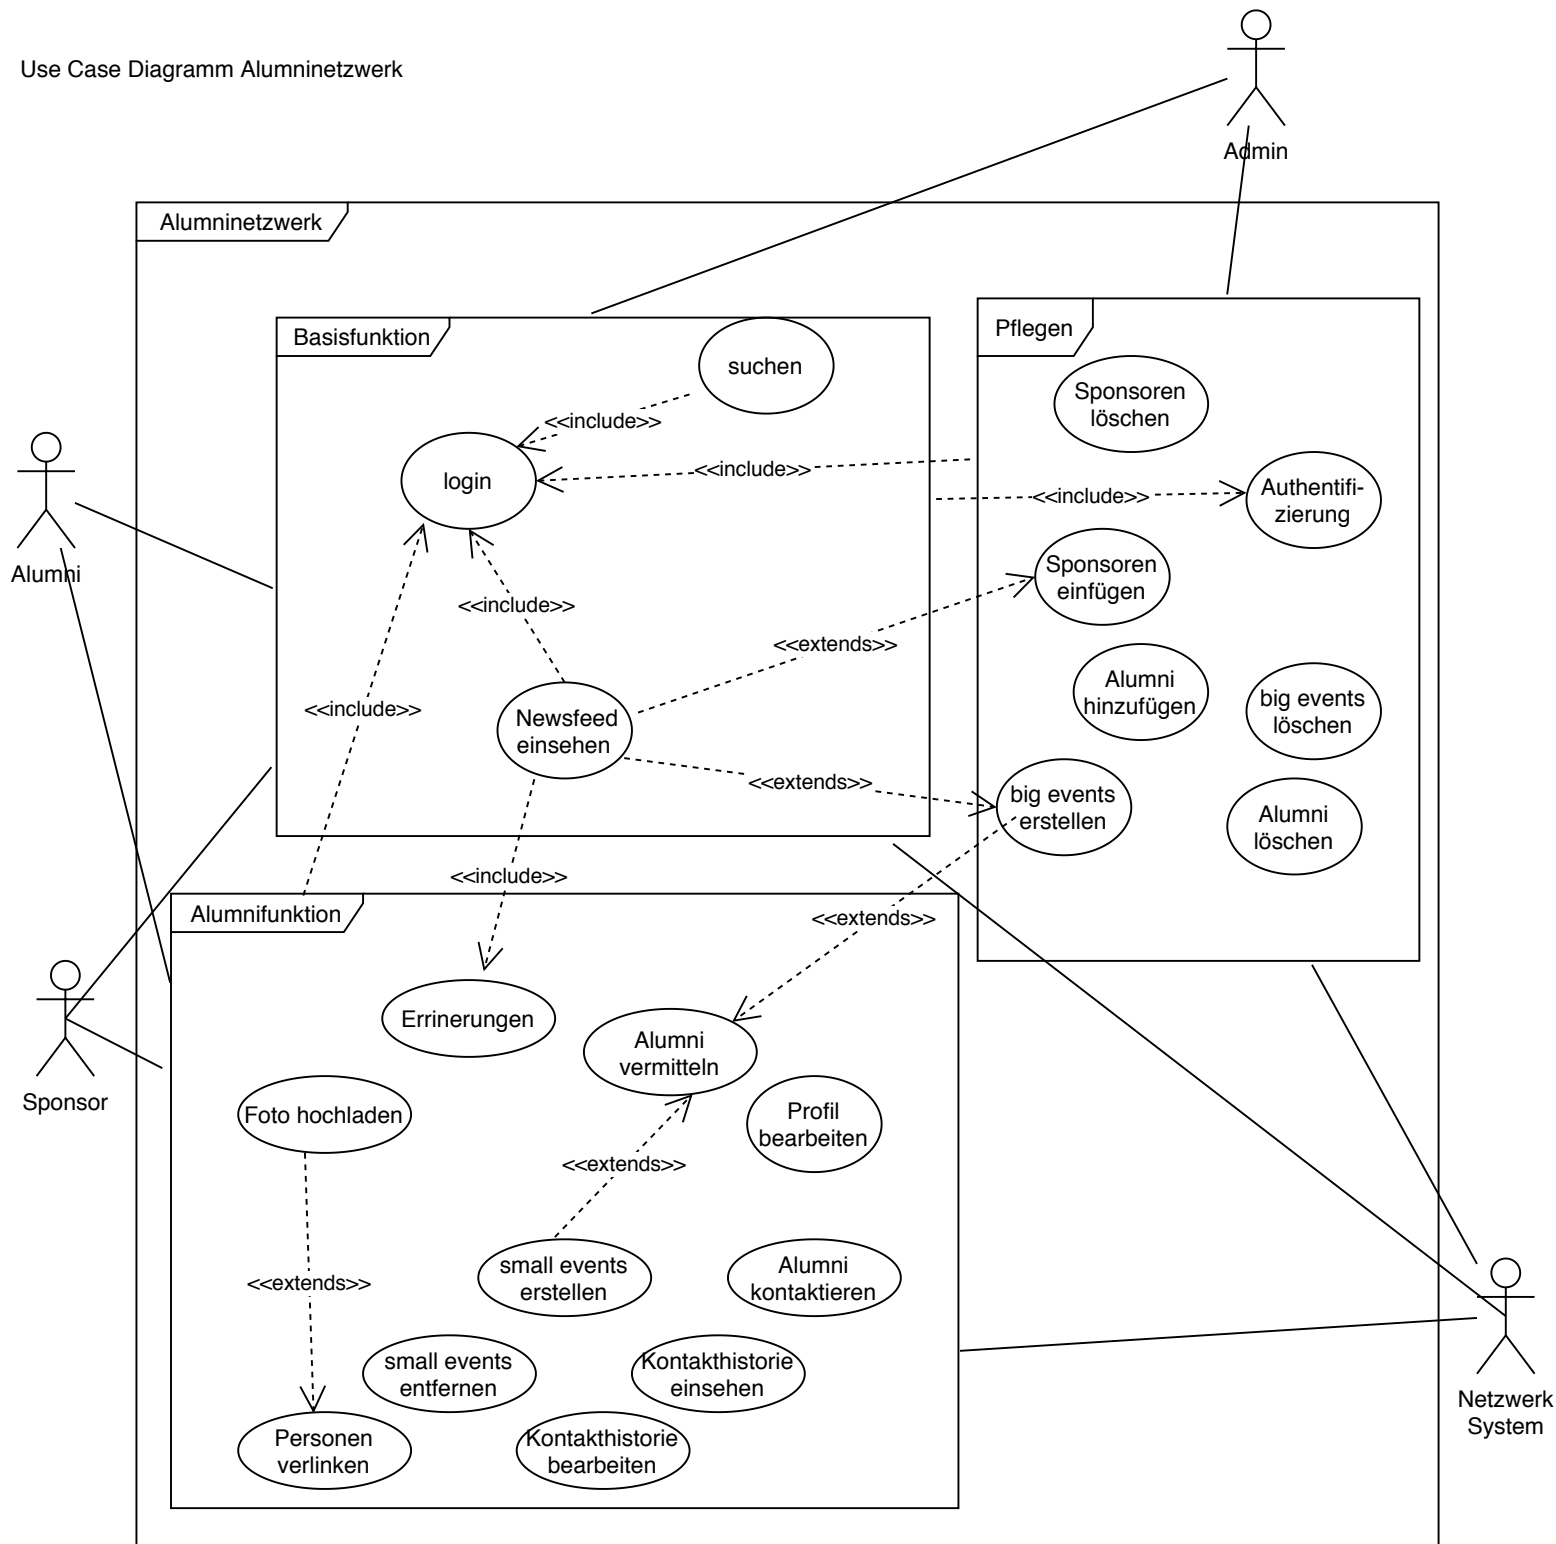 Use Case Diagramm Alumninetzwerk
Admin
Alumninetzwerk
Basisfunktion
Pflegen
suchen
Sponsoren
löschen
<<include>>
login
<<include>>
<<include>>
Authentifi-
zierung
Alumni
Sponsoren
einfügen
<<include>>
<<extends>>
Alumni
hinzufügen
big events
löschen
<<include>>
Newsfeed
einsehen
<<extends>>
big events
erstellen
Alumni
löschen
<<include>>
Alumnifunktion
<<extends>>
Errinerungen
Alumni
vermitteln
Sponsor
Foto hochladen
Profil
bearbeiten
<<extends>>
small events
erstellen
Alumni
kontaktieren
<<extends>>
small events
entfernen
Kontakthistorie
einsehen
Netzwerk
System
Personen
verlinken
Kontakthistorie
bearbeiten